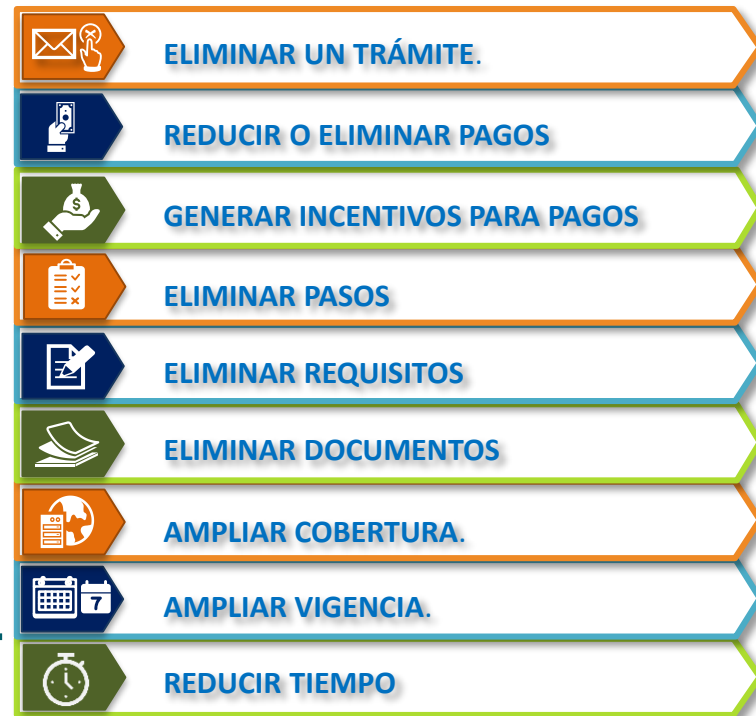 ELIMINAR UN TRÁMITE.
REDUCIR O ELIMINAR PAGOS
$
GENERAR INCENTIVOS PARA PAGOS
ELIMINAR PASOS
ELIMINAR REQUISITOS
ELIMINAR DOCUMENTOS
AMPLIAR COBERTURA.
7
AMPLIAR VIGENCIA.
REDUCIR TIEMPO